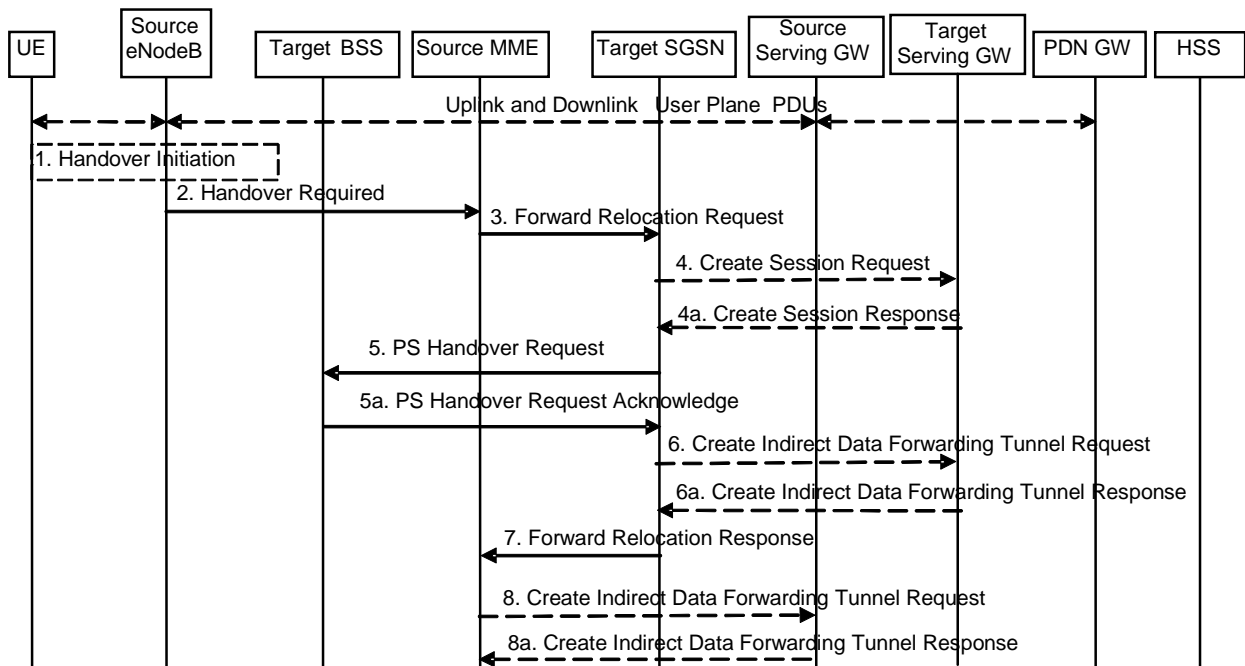 UE
Source
eNodeB
Target BSS
Source MME
Target SGSN
Source
Serving GW
Target
Serving GW
PDN GW
HSS
Uplink and Downlink User Plane PDUs
1. Handover Initiation
2. Handover Required
3. Forward Relocation Request
4. Create Session Request
4a. Create Session Response
5. PS Handover Request
5a. PS Handover Request Acknowledge
6. Create Indirect Data Forwarding Tunnel Request
6a. Create Indirect Data Forwarding Tunnel Response
7. Forward Relocation Response
8. Create Indirect Data Forwarding Tunnel Request
8a. Create Indirect Data Forwarding Tunnel Response